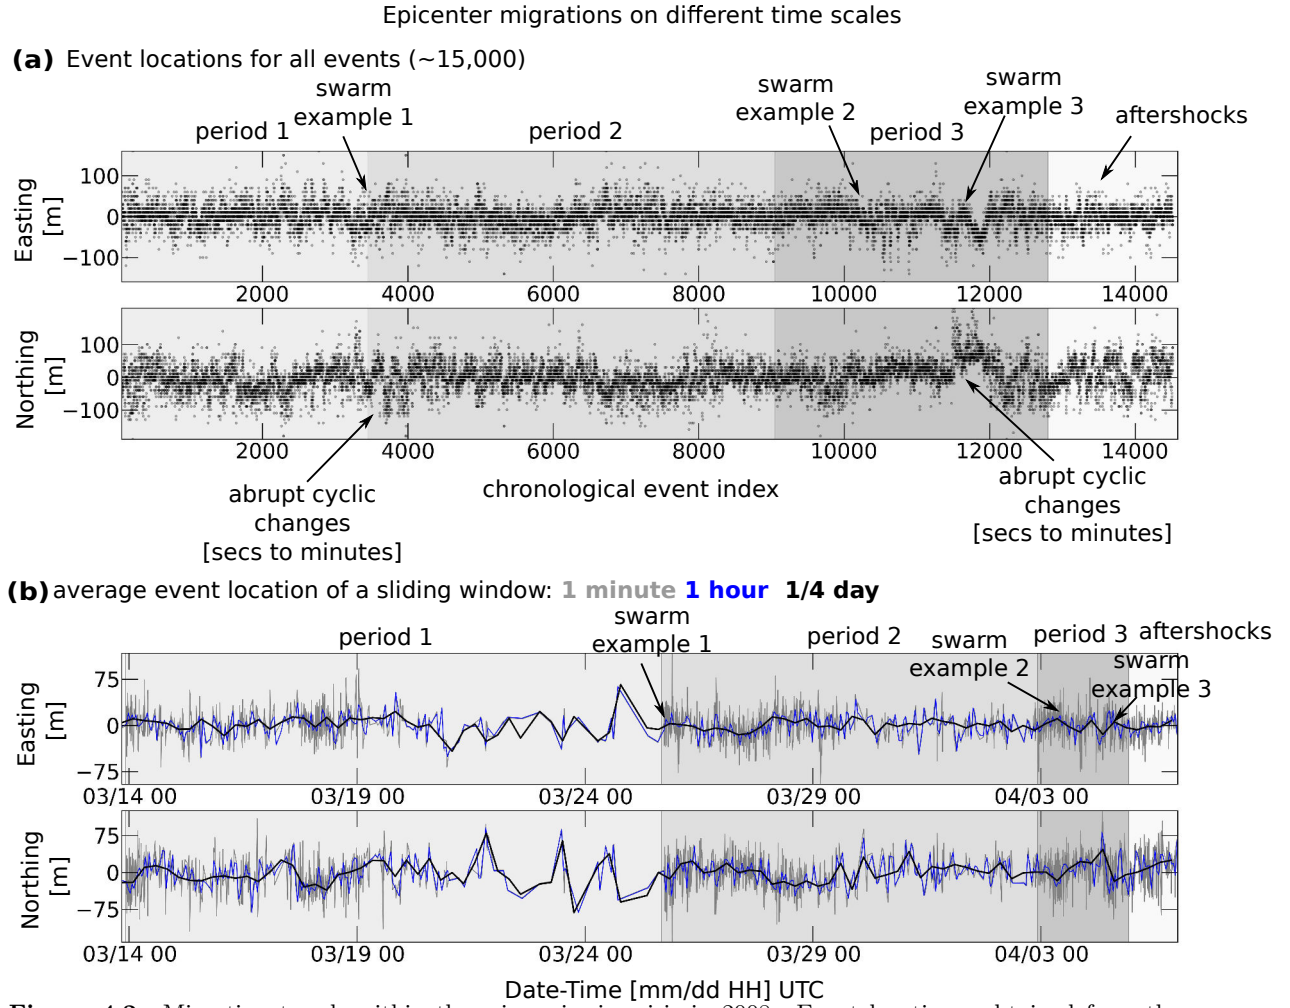 Epicenter migrations on different time scales
(a) Event locations for all events (~15,000)
swarm
example 1
swarm
example 2
swarm
example 3
period 1
period 2
period 3
aftershocks
Easting
[m]
100
0
−100
2000 4000 6000 8000 10000 12000 14000
Northing
[m]
100
0
−100
2000 4000 6000 8000 10000 12000 14000
abrupt cyclic
changes
[secs to minutes]
chronological event index
abrupt cyclic
changes
[secs to minutes]
(b) average event location of a sliding window: 1 minute 1 hour 1/4 day
period 1
swarm
example 1
period 2
swarm
example 2
period 3
aftershocks
swarm
example 3
Easting
[m]
75
0
−75
03/14 00 03/19 00 03/24 00 03/29 00 04/03 00
Northing
[m]
75
0
−75
03/14 00 03/19 00 03/24 00 03/29 00 04/03 00
Date-Time [mm/dd HH] UTC